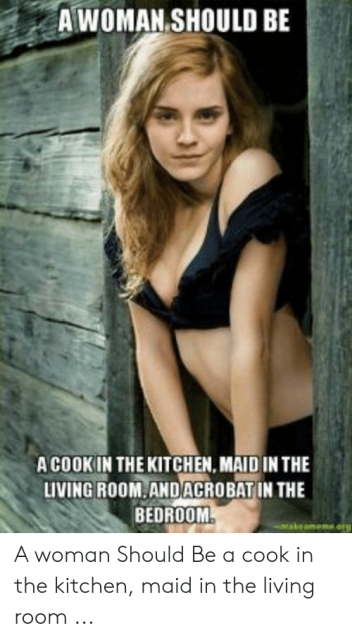 A WOMAN SHOULD BE
A COOK IN THE KITCHEN, MAID IN THE
LIVING ROOM, AND ACROBAT IN THE
BEDROOM.
makeameme.org
A woman Should Be a cook in
the kitchen, maid in the living
room ...